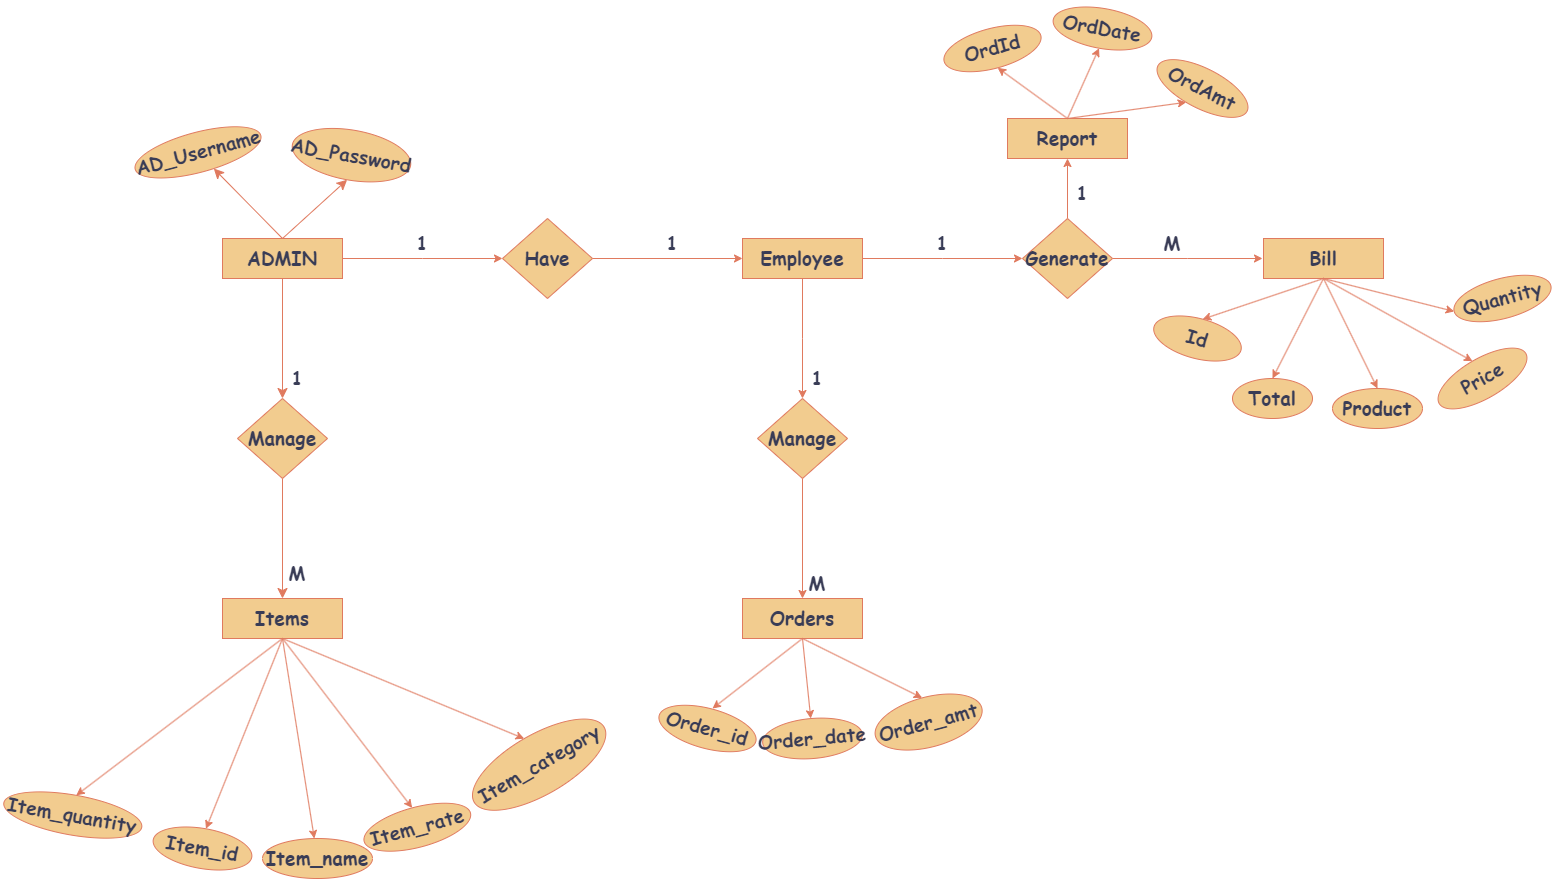 OrdId
OrdDate
OrdAmt
Report
AD_Username
AD_Password
1
ADMIN
1
Have
1
Employee
1
Generate
M
Bill
Id
Total
Product
Price
Quantity
1
Manage
1
Manage
M
Items
M
Orders
Order_id
Order_date
Order_amt
Item_quantity
Item_id
Item_name
Item_rate
Item_category